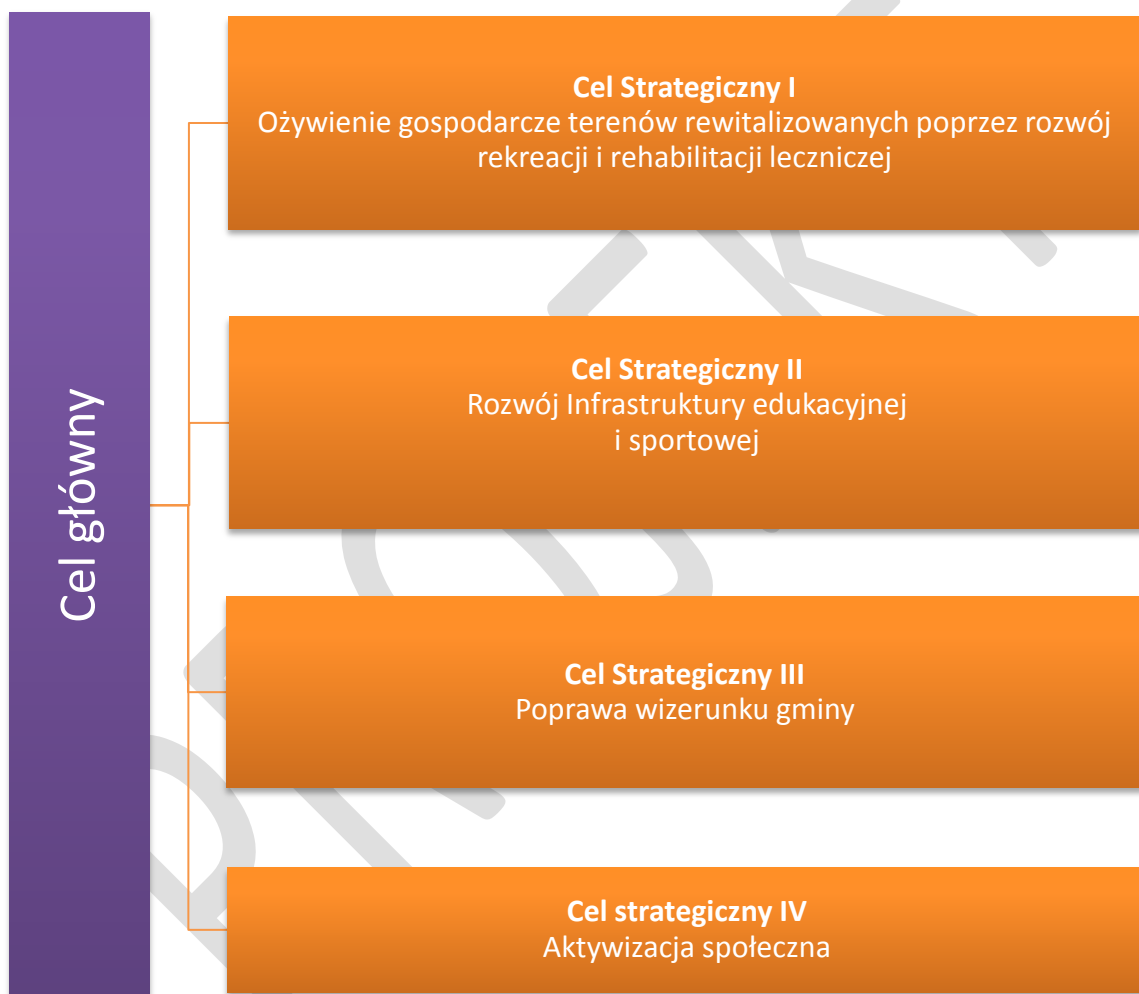 Cel główny
Cel Strategiczny I
Ożywienie gospodarcze terenów rewitalizowanych poprzez rozwój
rekreacji i rehabilitacji leczniczej
Cel Strategiczny II
Rozwój Infrastruktury edukacyjnej
i sportowej
Cel Strategiczny III
Poprawa wizerunku gminy
Cel strategiczny IV
Aktywizacja społeczna